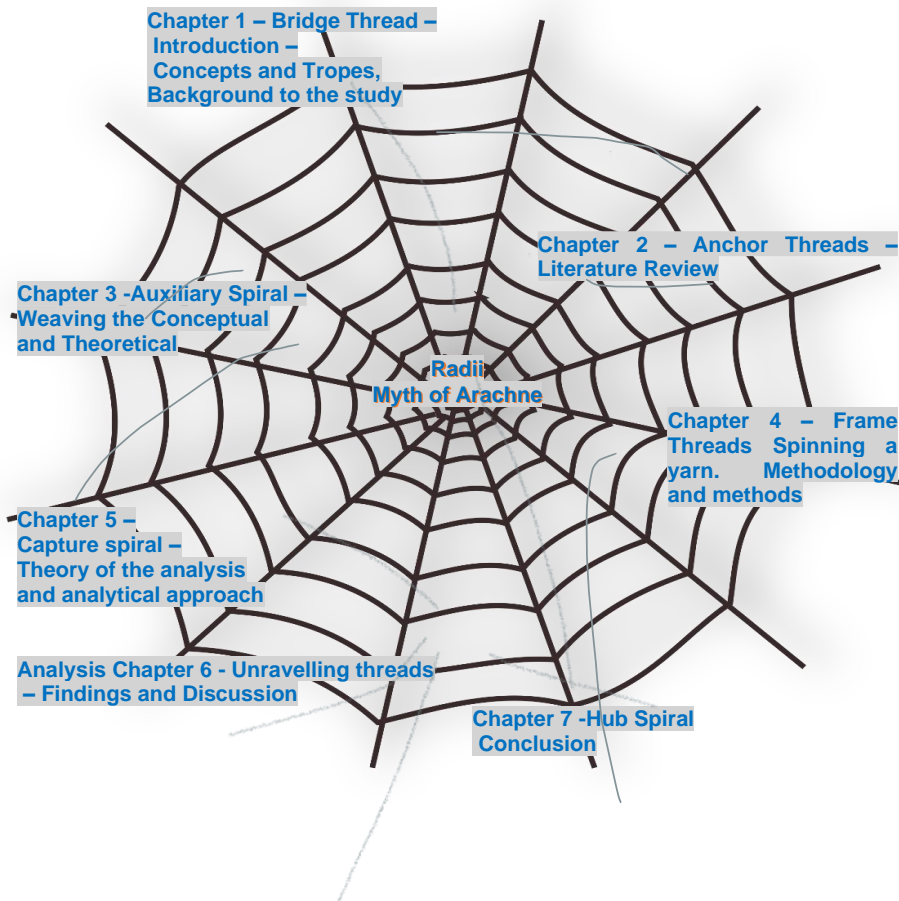 Chapter 1 – Bridge Thread –
Introduction –
Concepts and Tropes,
Background to the study
Chapter 2 – Anchor Threads –
Literature Review
Chapter 3 -Auxiliary Spiral –
Weaving the Conceptual
and Theoretical
Radii
Myth of Arachne
Chapter 4 – Frame
Threads Spinning a
yarn. Methodology
and methods
Chapter 5 –
Capture spiral –
Theory of the analysis
and analytical approach
Analysis Chapter 6 - Unravelling threads
– Findings and Discussion
Chapter 7 -Hub Spiral
Conclusion